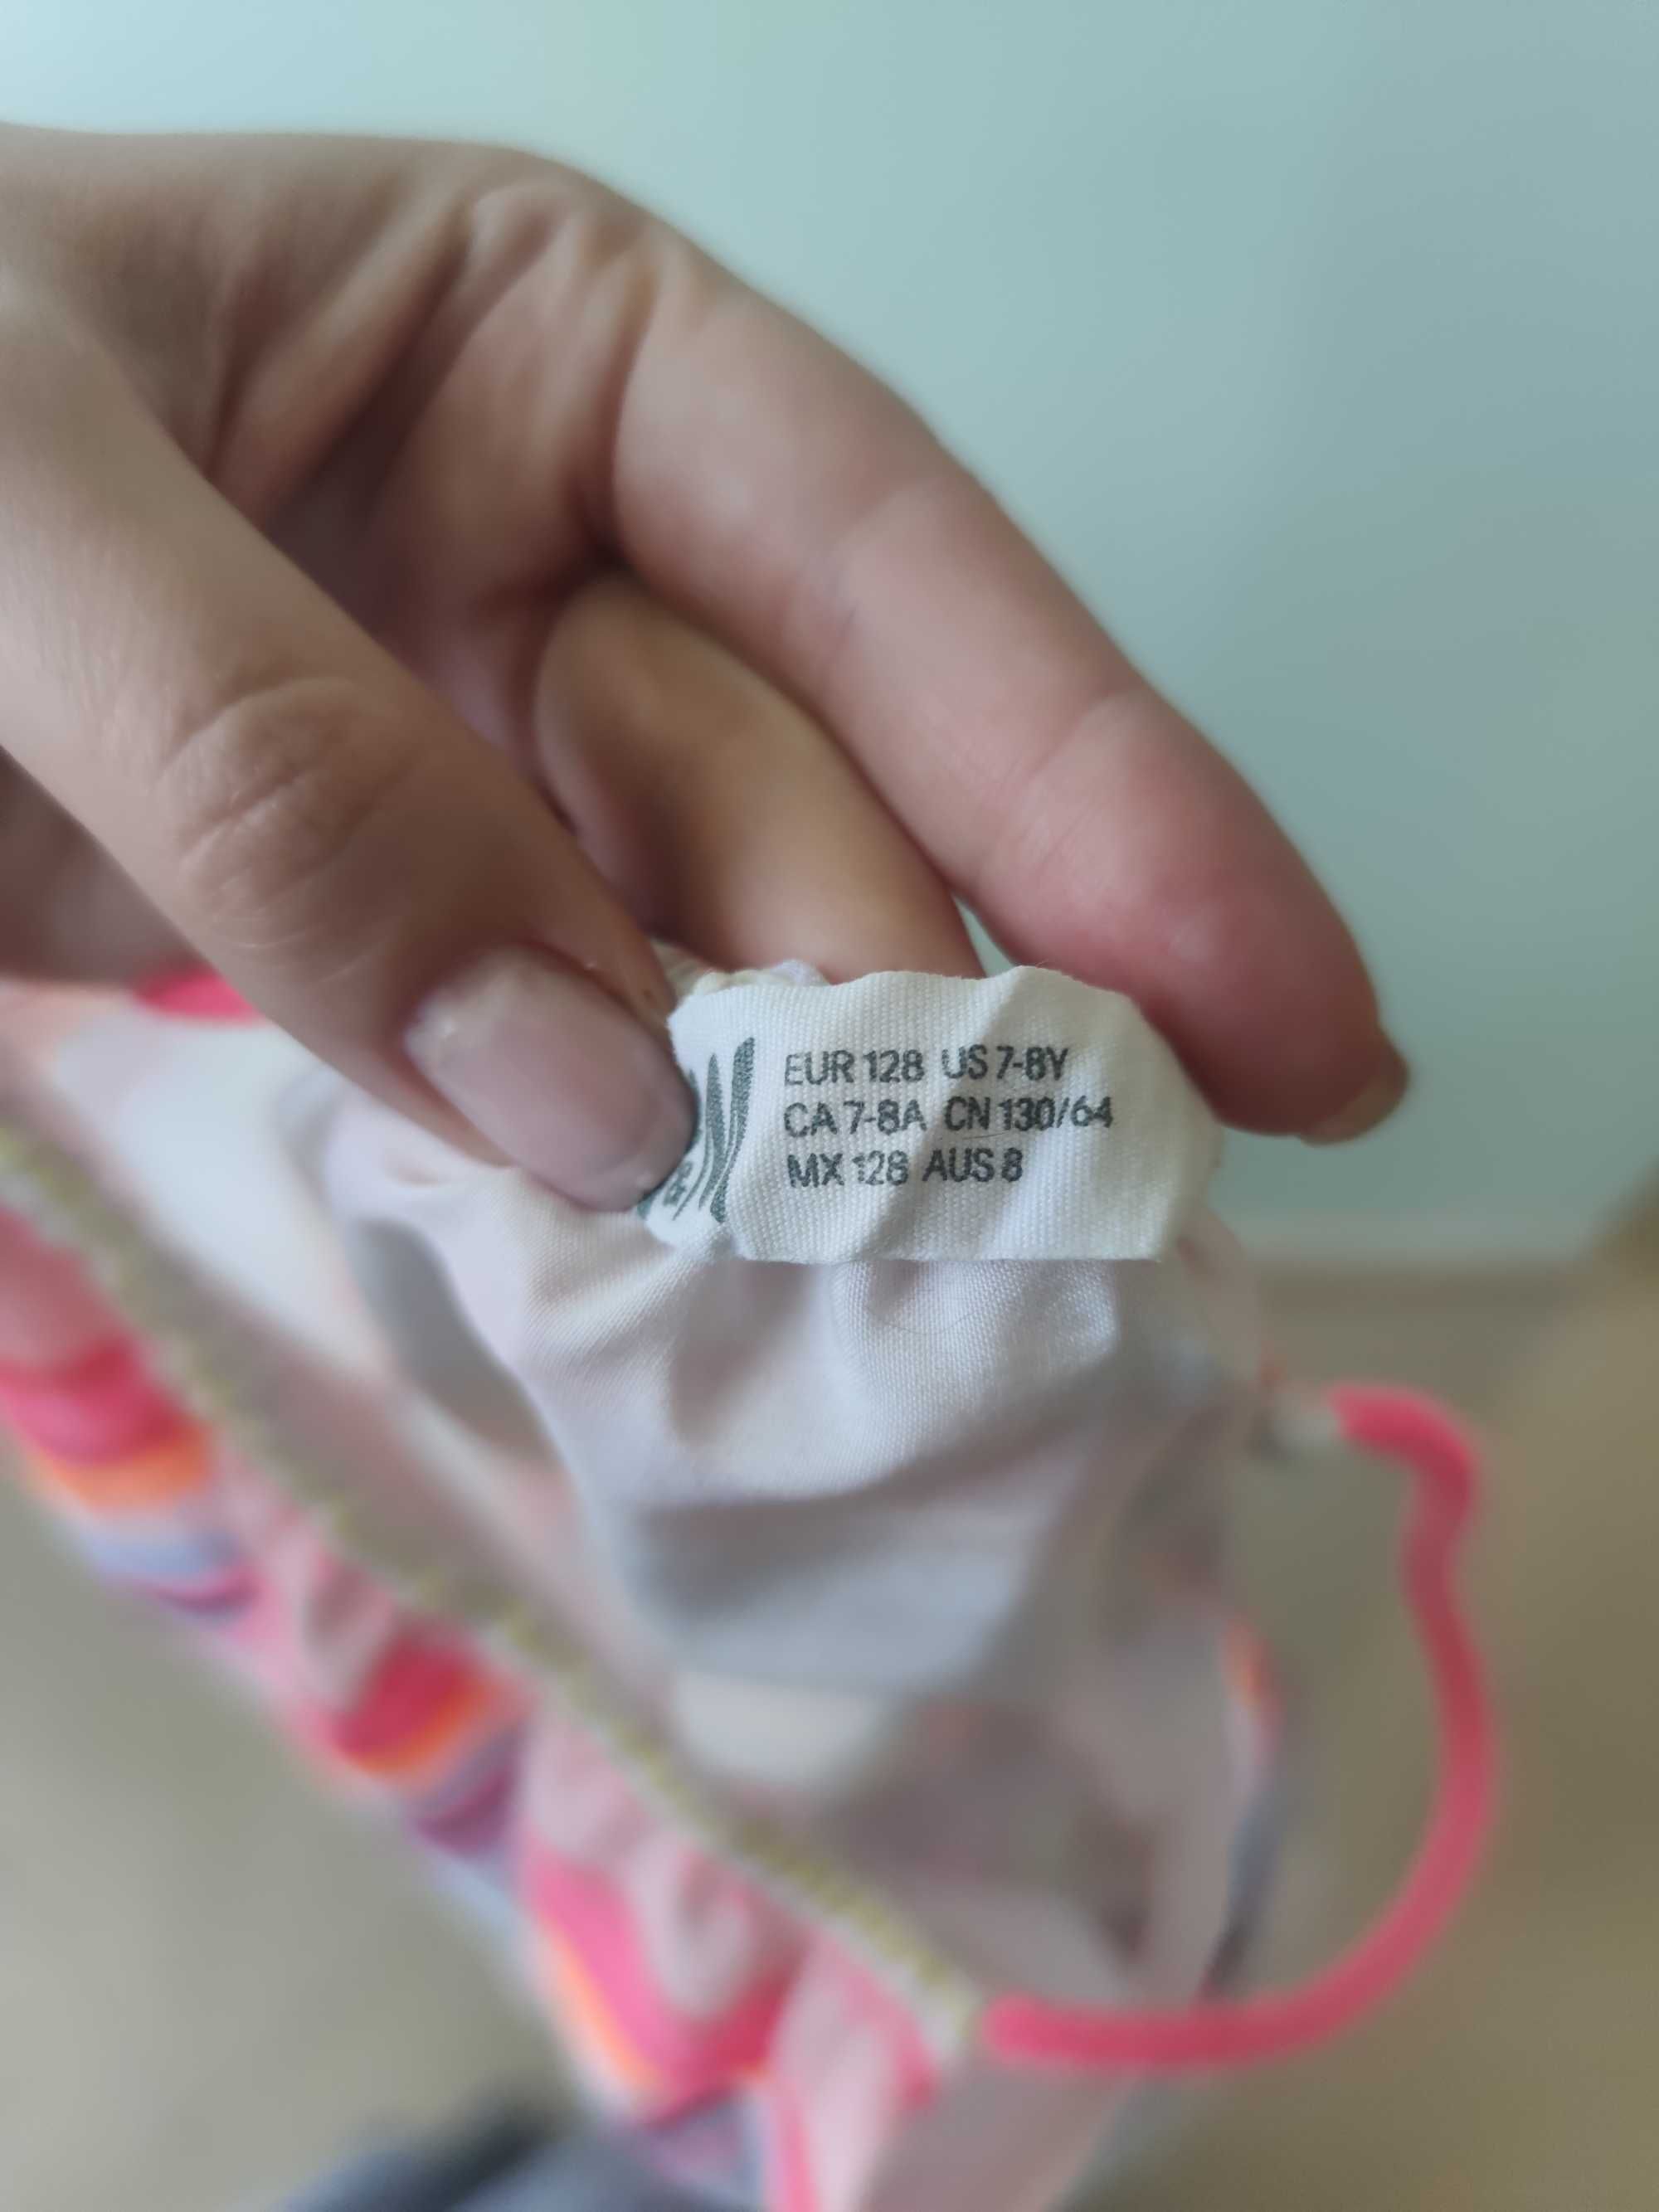 EUR 128 US 7-8Y
CA 7-8A CN 130/64
MX 128 AUS 8